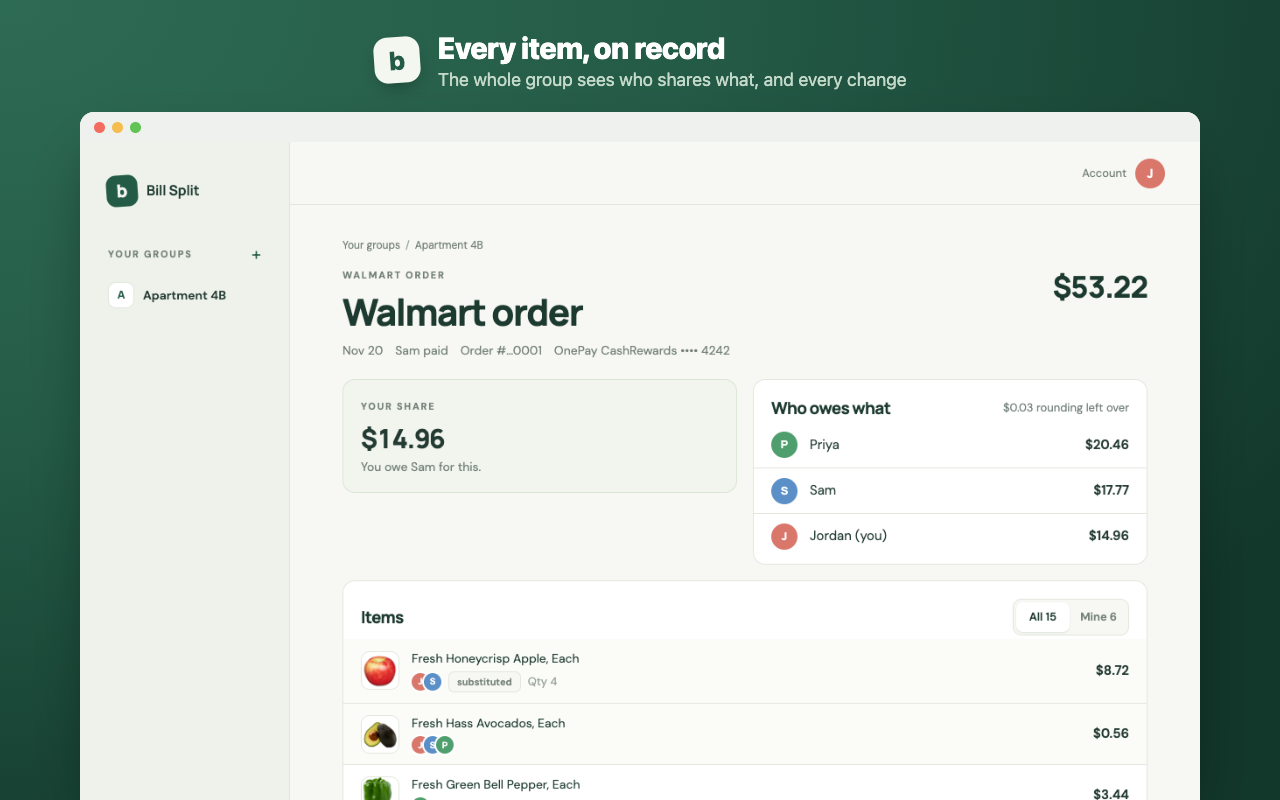 b
Every item, on record
The whole group sees who shares what, and every change
b Bill Split
Account J
YOUR GROUPS +
A Apartment 4B
Your groups / Apartment 4B
WALMART ORDER
Walmart order
$53.22
Nov 20 Sam paid Order #…0001 OnePay CashRewards •••• 4242
YOUR SHARE
$14.96
You owe Sam for this.
Who owes what $0.03 rounding left over
P Priya $20.46
S Sam $17.77
J Jordan (you) $14.96
Items All 15 Mine 6
Fresh Honeycrisp Apple, Each
J S substituted Qty 4
$8.72
Fresh Hass Avocados, Each
J S P
$0.56
Fresh Green Bell Pepper, Each
$3.44